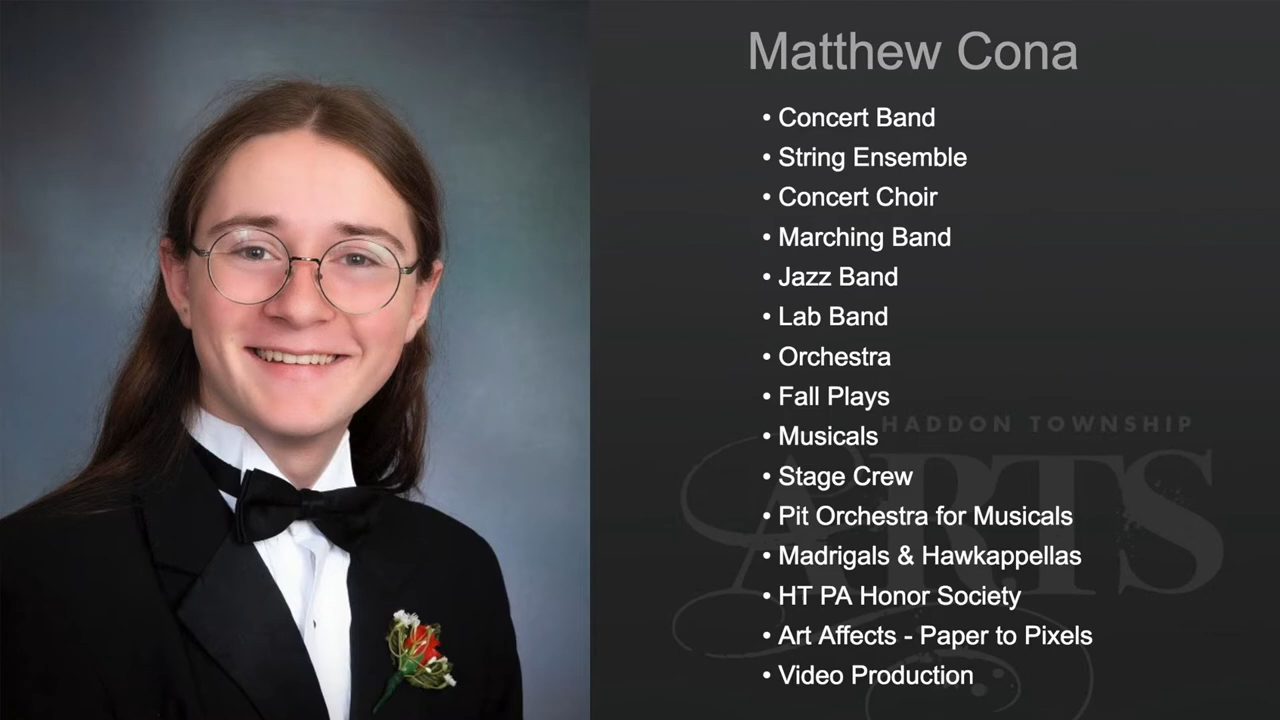 Matthew Cona
• Concert Band
• String Ensemble
• Concert Choir
• Marching Band
• Jazz Band
• Lab Band
• Orchestra
• Fall Plays
• Musicals
HADDON TOWNSHIP
ARTS
• Stage Crew
• Pit Orchestra for Musicals
• Madrigals & Hawkappellas
• HT PA Honor Society
• Art Affects - Paper to Pixels
• Video Production